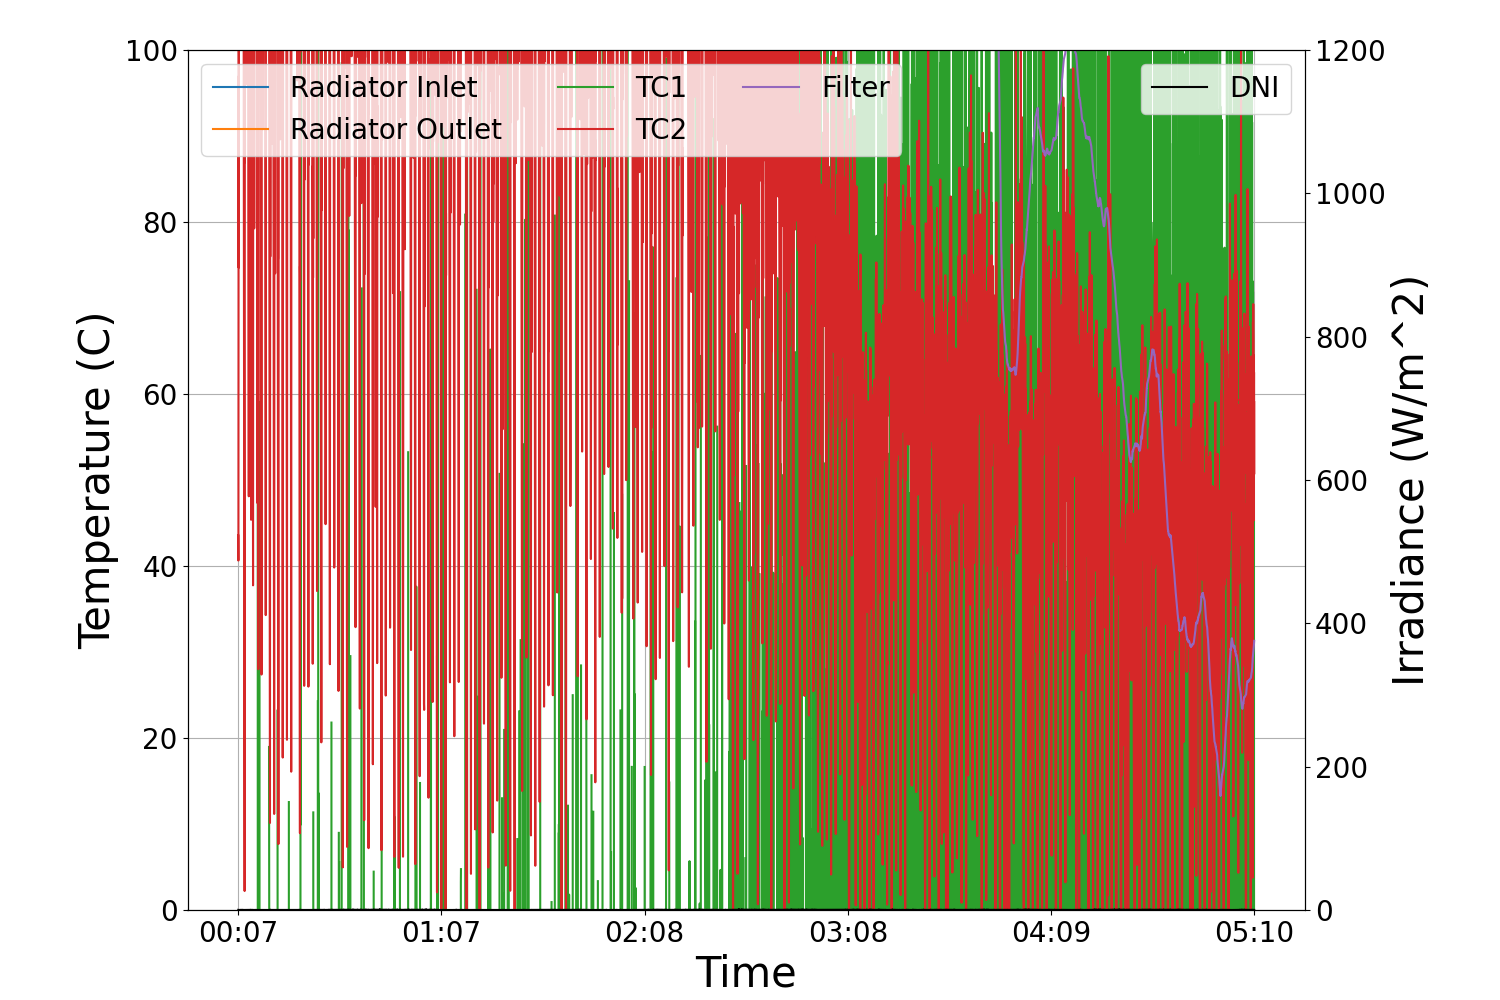 Radiator Inlet
Radiator Outlet
TC1
TC2
Filter
DNI
Temperature (C)
100
80
60
40
20
0
Irradiance (W/m^2)
1200
1000
800
600
400
200
0
00:07 01:07 02:08 03:08 04:09 05:10
Time